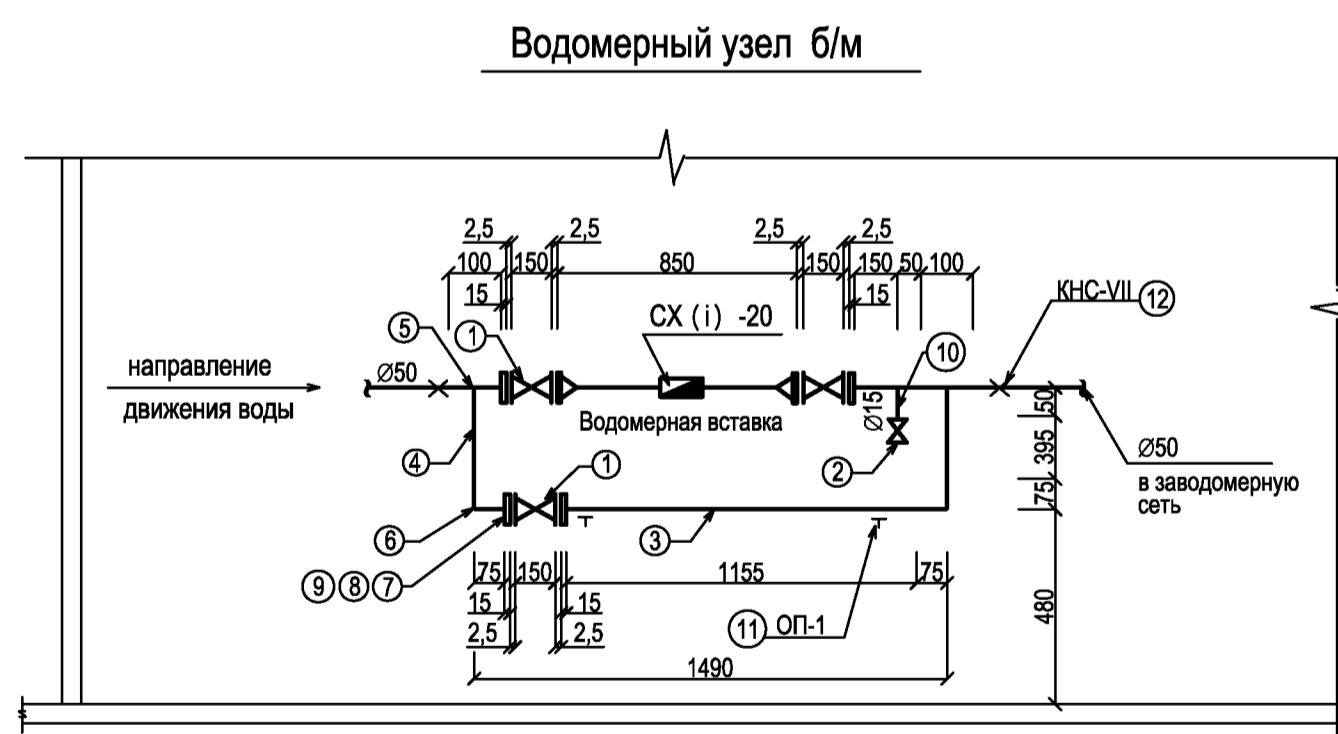 Водомерный узел б/м
2,5 2,5 2,5 2,5
100 150 850 150 150 50 100
15 15
КНС-VII 12
СХ (i) -20
5 1 10
направление
движения воды
Ø50
Водомерная вставка
Ø15
50
395
75
480
Ø50
в заводомерную
сеть
4 1 2
6 3
9 8 7
75 150 1155 75
15 15
2,5 2,5
11 ОП-1
1490